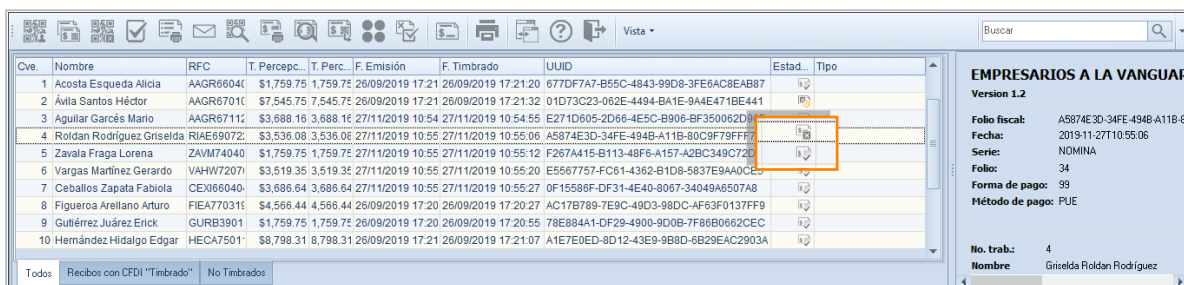 Vista
Buscar
Cve. Nombre RFC T. Percepc... T. Perc... F. Emisión F. Timbrado UUID Estad... Tipo
1 Acosta Esqueda Alicia AAGR6604( $1,759.75 1,759.75 26/09/2019 17:21 26/09/2019 17:21:20 677DF7A7-B55C-4843-99D8-3FE6AC8EAB87
2 Ávila Santos Héctor AAGR6701( $7,545.75 7,545.75 26/09/2019 17:21 26/09/2019 17:21:32 01D73C23-062E-4494-BA1E-9A4E471BE441
3 Aguilar Garcés Mario AAGR67112 $3,688.16 3,688.16 27/11/2019 10:54 27/11/2019 10:54:55 E271D605-2D66-4E5C-B906-BF350062D
4 Roldan Rodríguez Griselda RIAE69072: $3,536.08 3,536.08 27/11/2019 10:55 27/11/2019 10:55:06 A5874E3D-34FE-494B-A11B-80C9F79FFF7
5 Zavala Fraga Lorena ZAVM74040 $1,759.75 1,759.75 27/11/2019 10:55 27/11/2019 10:55:12 F267A415-B113-48F6-A157-A2BC349C72D
6 Vargas Martínez Gerardo VAHW7207( $3,519.35 3,519.35 27/11/2019 10:55 27/11/2019 10:55:20 E5567757-FC61-4362-B1D8-5837E9AA0CE
7 Ceballos Zapata Fabiola CEXI66040- $3,686.64 3,686.64 27/11/2019 10:55 27/11/2019 10:55:27 0F15586F-DF31-4E40-8067-34049A6507A8
8 Figueroa Arellano Arturo FIEA770319 $4,566.44 4,566.44 26/09/2019 17:20 26/09/2019 17:20:27 AC17B789-7E9C-49D3-98DC-AF63F0137FF9
9 Gutiérrez Juárez Erick GURB3901 $1,759.75 1,759.75 26/09/2019 17:20 26/09/2019 17:20:55 78E884A1-DF29-4900-9D0B-7F86B0662CEC
10 Hernández Hidalgo Edgar HECA7501 $8,798.31 8,798.31 26/09/2019 17:21 26/09/2019 17:21:07 A1E7E0ED-8D12-43E9-9B8D-6B29EAC2903A
Todos Recibos con CFDI "Timbrado" No Timbrados
EMPRESARIOS A LA VANGUAR
Version 1.2
Folio fiscal: A5874E3D-34FE-494B-A11B-8
Fecha: 2019-11-27T10:55:06
Serie: NOMINA
Folio: 34
Forma de pago: 99
Método de pago: PUE
No. trab.: 4
Nombre Griselda Roldan Rodríguez